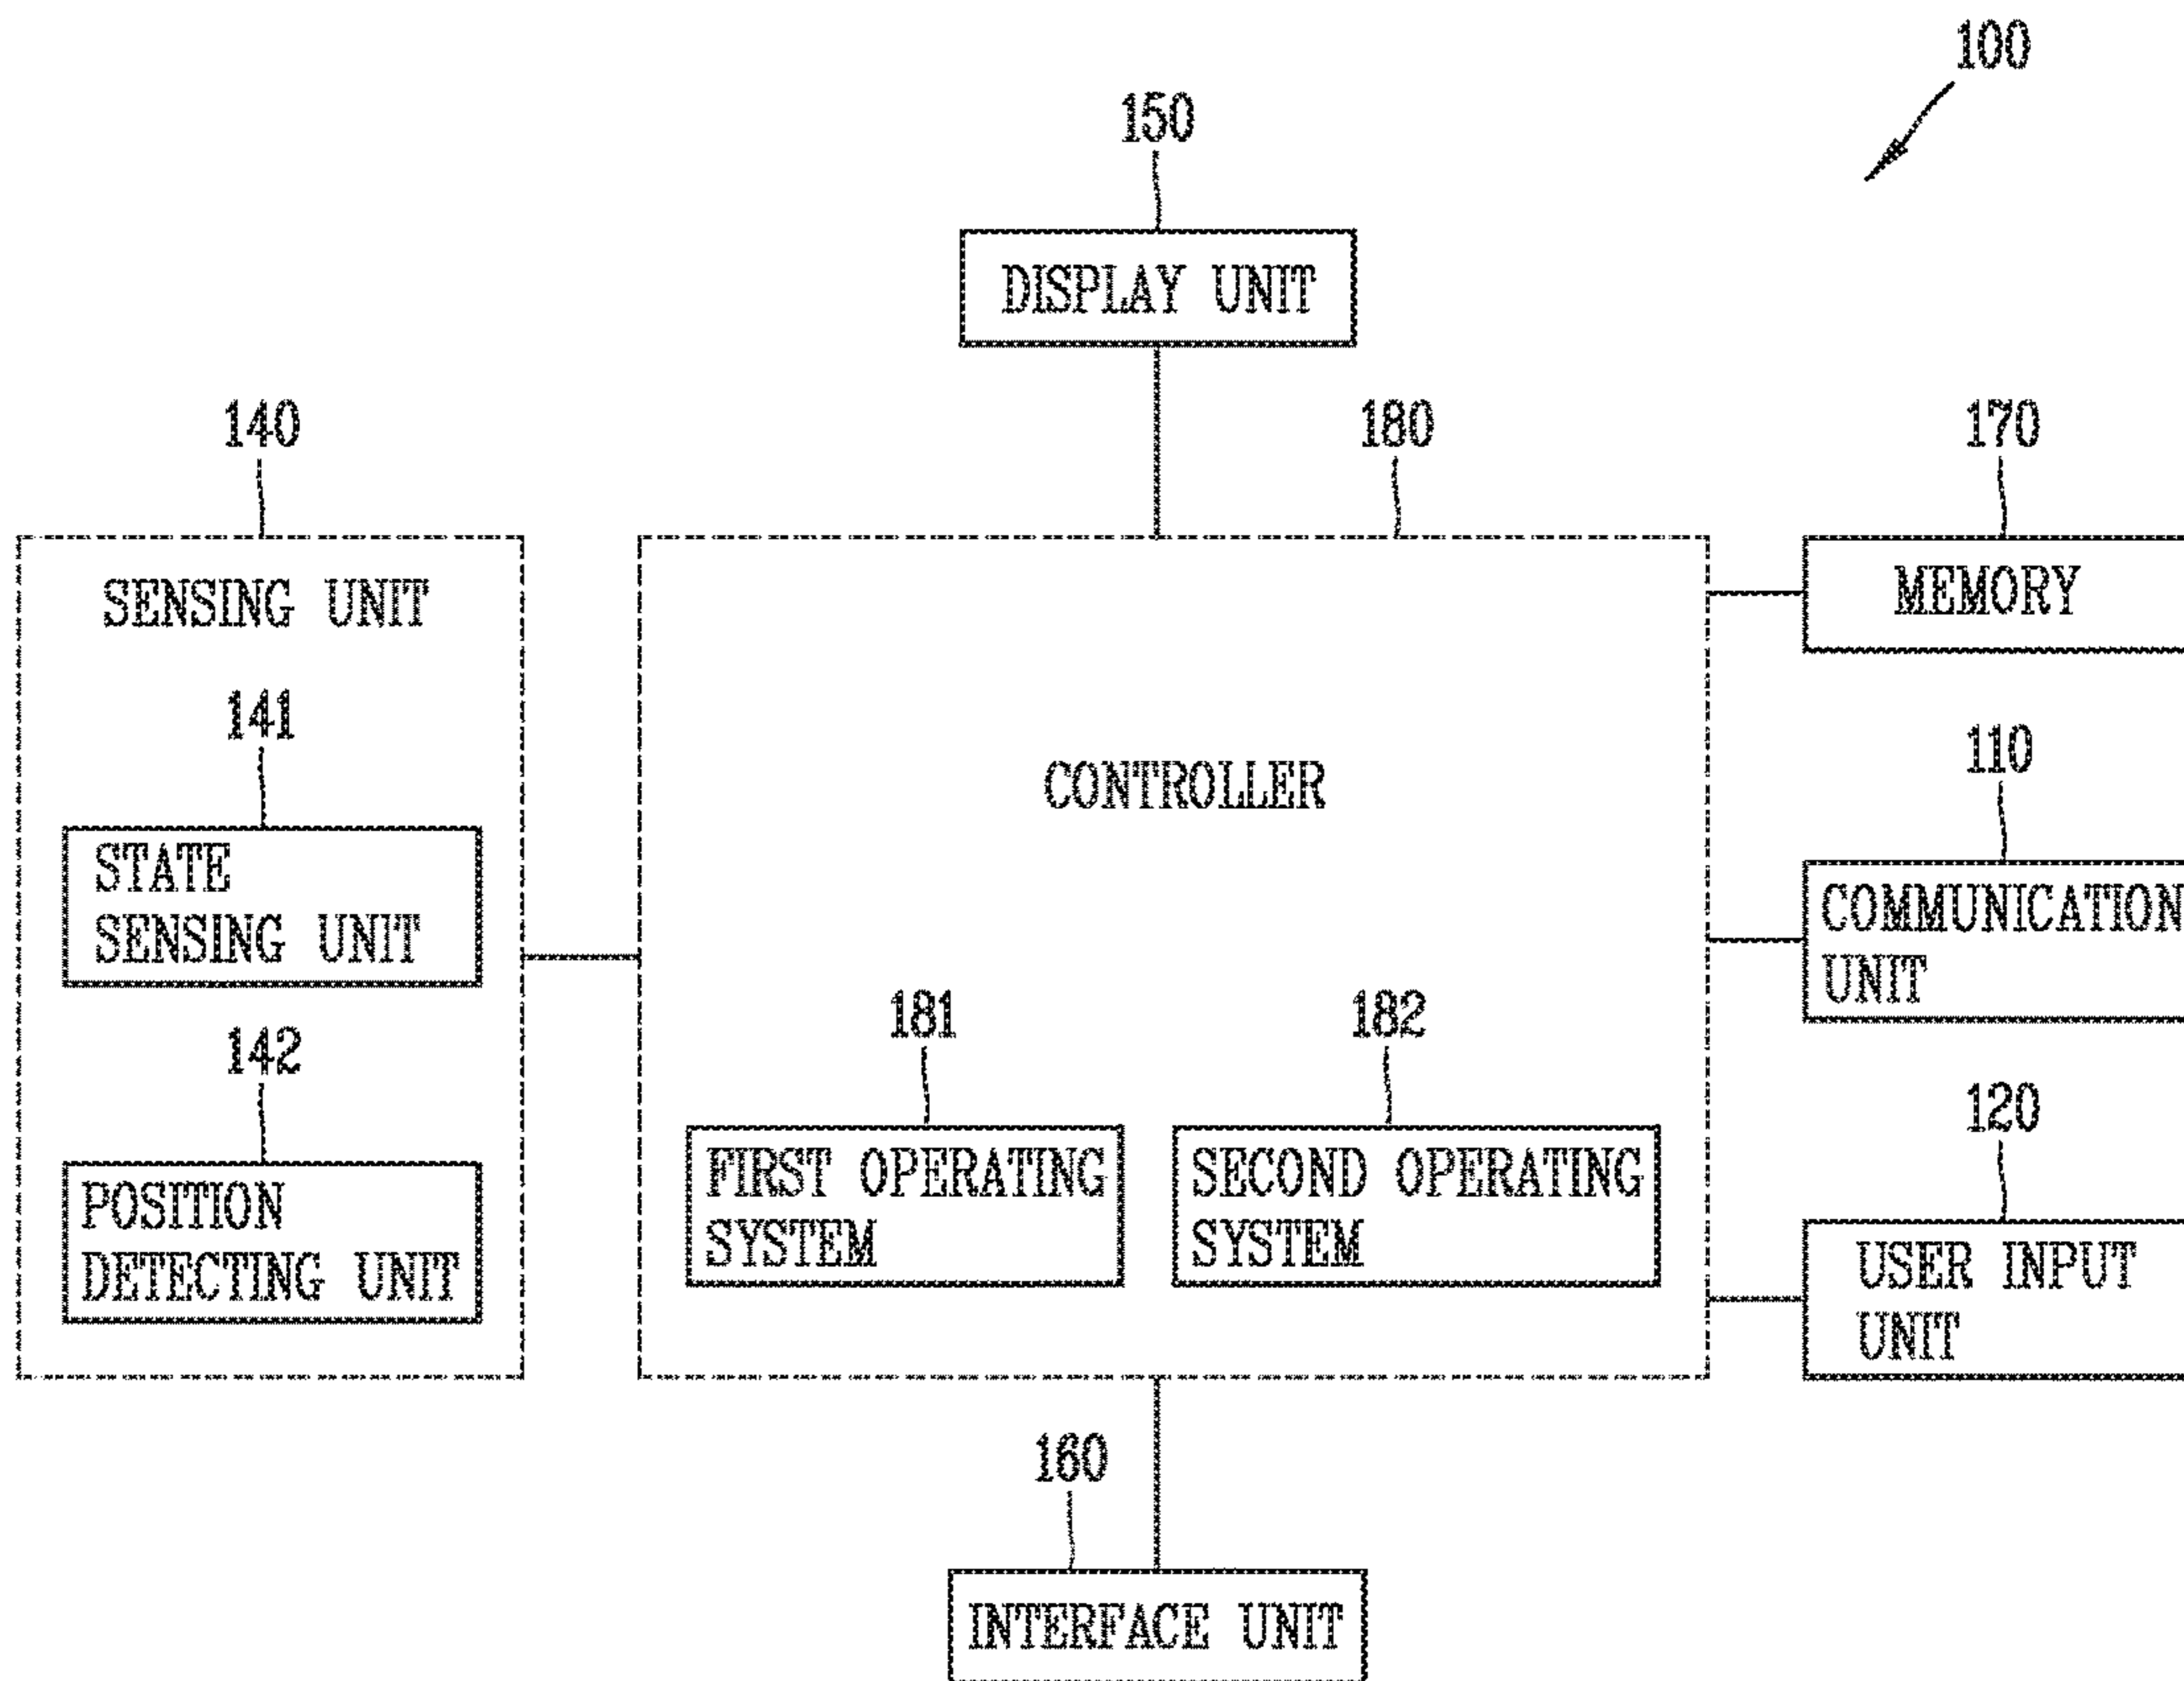 100
150
DISPLAY UNIT
140
180
170
SENSING UNIT
MEMORY
141
110
CONTROLLER
STATE
SENSING UNIT
COMMUNICATION
UNIT
142
181
182
120
POSITION
DETECTING UNIT
FIRST OPERATING
SYSTEM
SECOND OPERATING
SYSTEM
USER INPUT
UNIT
160
INTERFACE UNIT